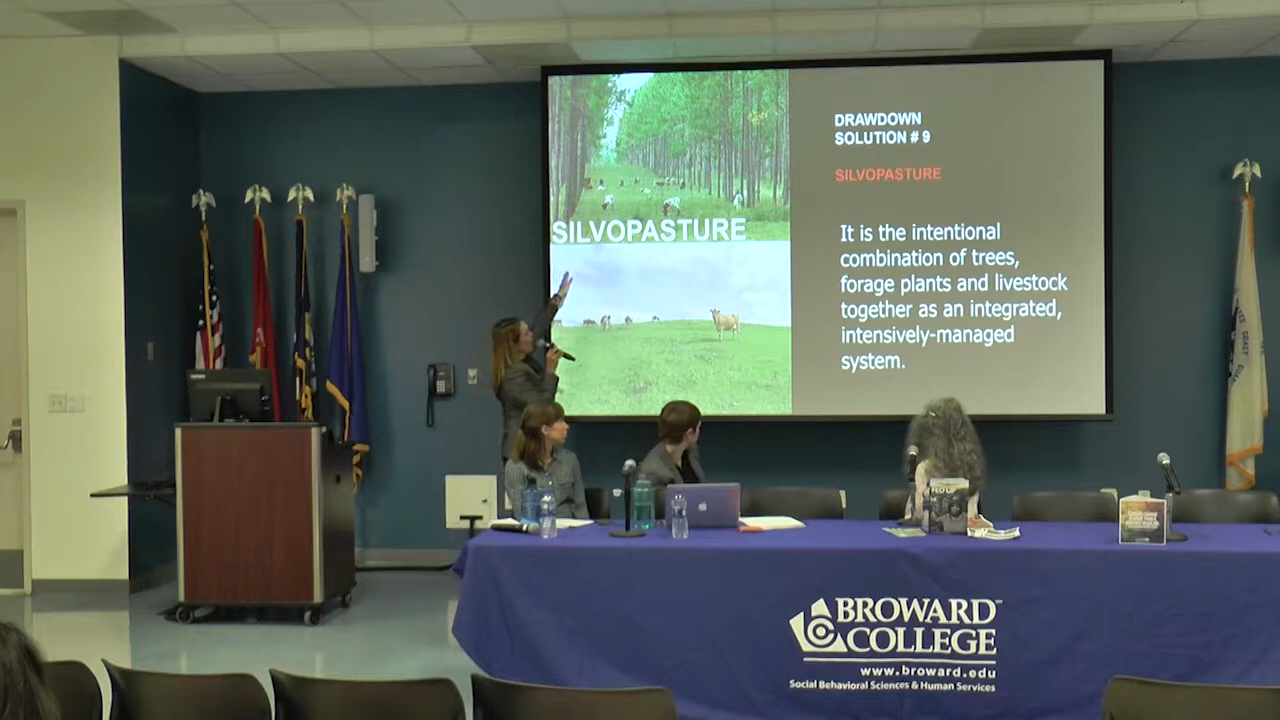 DRAWDOWN
SOLUTION # 9
SILVOPASTURE
SILVOPASTURE
It is the intentional
combination of trees,
forage plants and livestock
together as an integrated,
intensively-managed
system.
BROWARD
COLLEGE
www.broward.edu
Social Behavioral Sciences & Human Services